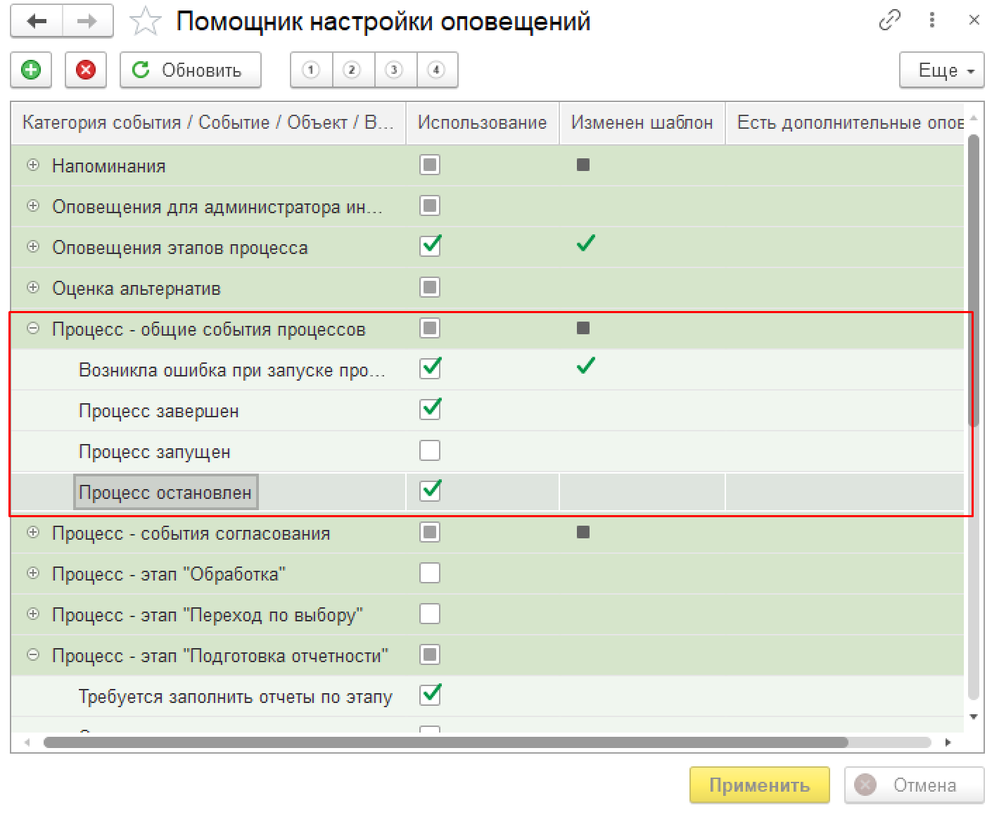 Помощник настройки оповещений
Обновить 1 2 3 4 Еще
Категория события / Событие / Объект / В... Использование Изменен шаблон Есть дополнительные опов
Напоминания
Оповещения для администратора ин...
Оповещения этапов процесса
Оценка альтернатив
Процесс - общие события процессов
Возникла ошибка при запуске про...
Процесс завершен
Процесс запущен
Процесс остановлен
Процесс - события согласования
Процесс - этап "Обработка"
Процесс - этап "Переход по выбору"
Процесс - этап "Подготовка отчетности"
Требуется заполнить отчеты по этапу
Применить Отмена